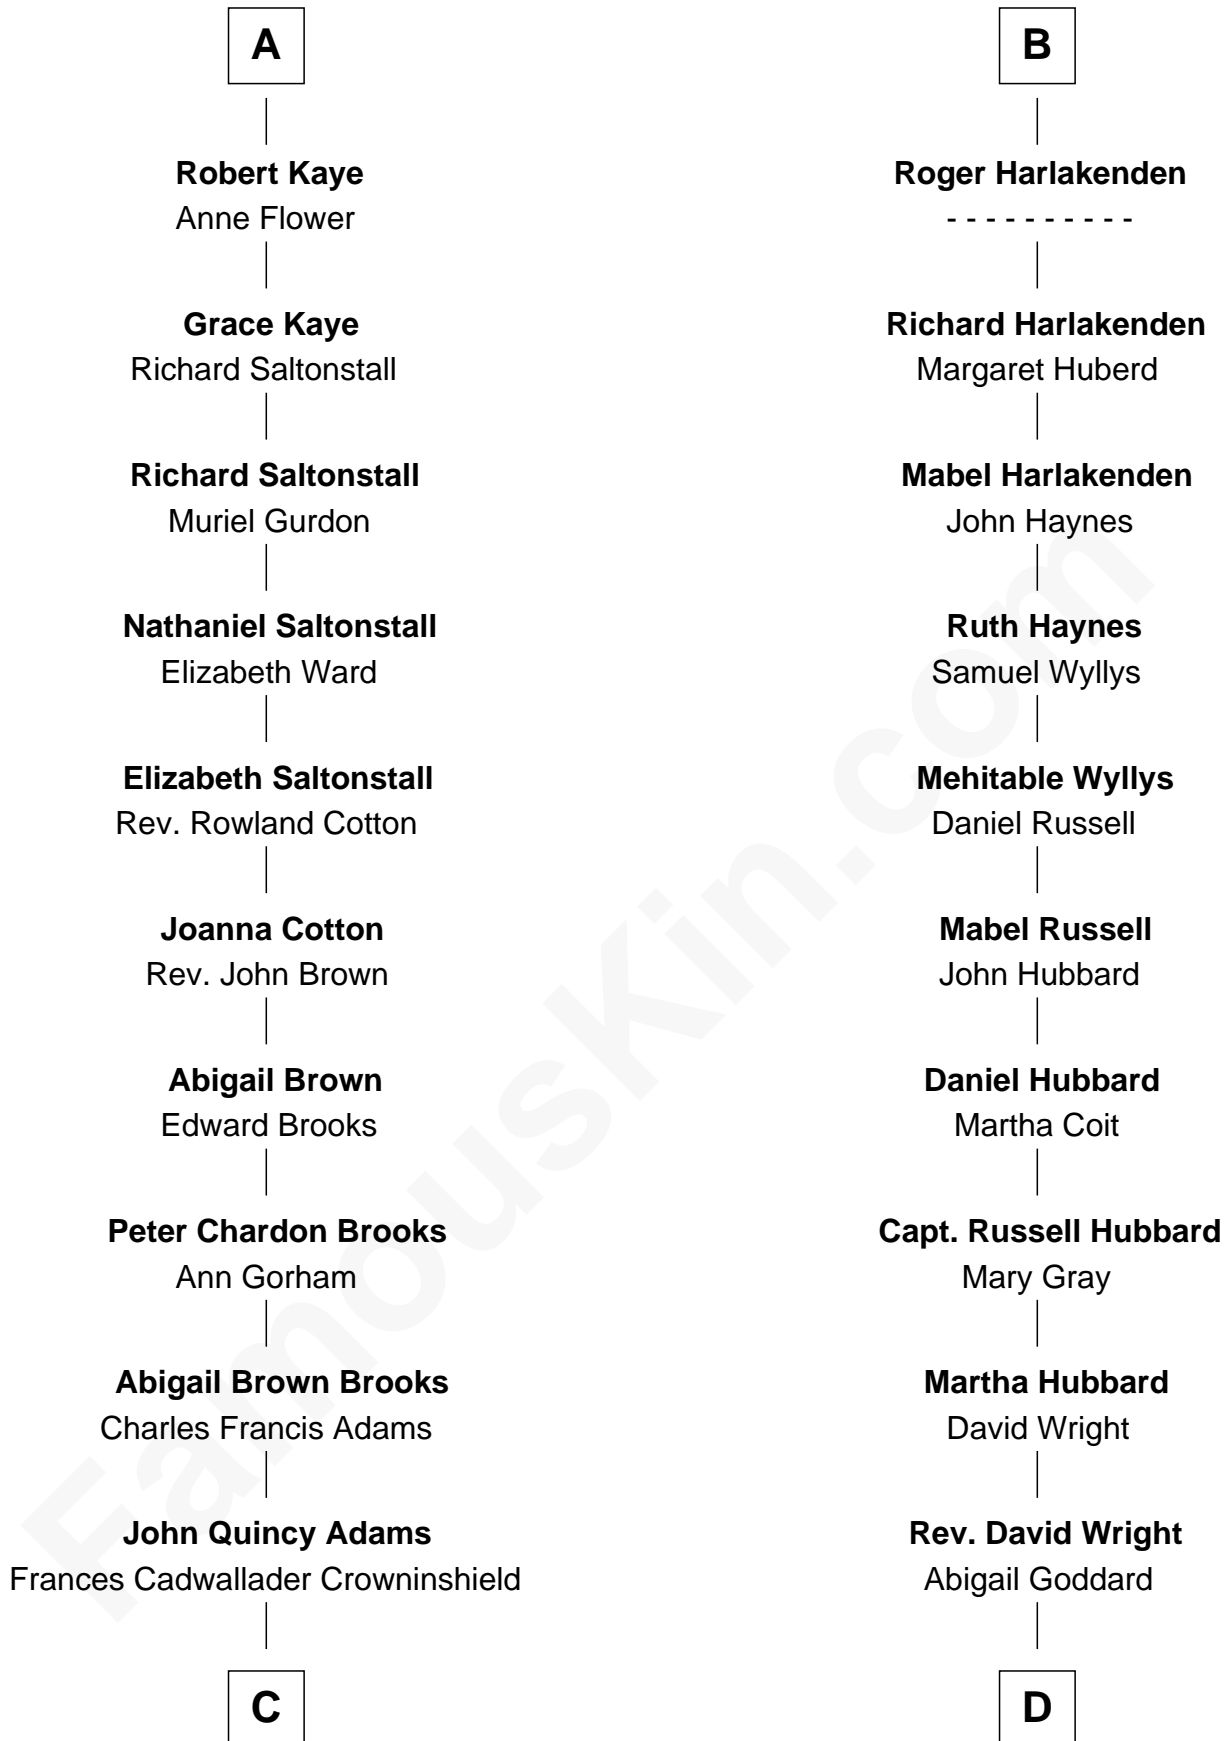 A
Robert Kaye
Anne Flower
Grace Kaye
Richard Saltonstall
Richard Saltonstall
Muriel Gurdon
Nathaniel Saltonstall
Elizabeth Ward
Elizabeth Saltonstall
Rev. Rowland Cotton
Joanna Cotton
Rev. John Brown
Abigail Brown
Edward Brooks
Peter Chardon Brooks
Ann Gorham
Abigail Brown Brooks
Charles Francis Adams
John Quincy Adams
Frances Cadwallader Crowninshield
C
B
Roger Harlakenden
- - - - - - - - - -
Richard Harlakenden
Margaret Huberd
Mabel Harlakenden
John Haynes
Ruth Haynes
Samuel Wyllys
Mehitable Wyllys
Daniel Russell
Mabel Russell
John Hubbard
Daniel Hubbard
Martha Coit
Capt. Russell Hubbard
Mary Gray
Martha Hubbard
David Wright
Rev. David Wright
Abigail Goddard
D
FamousKin.com